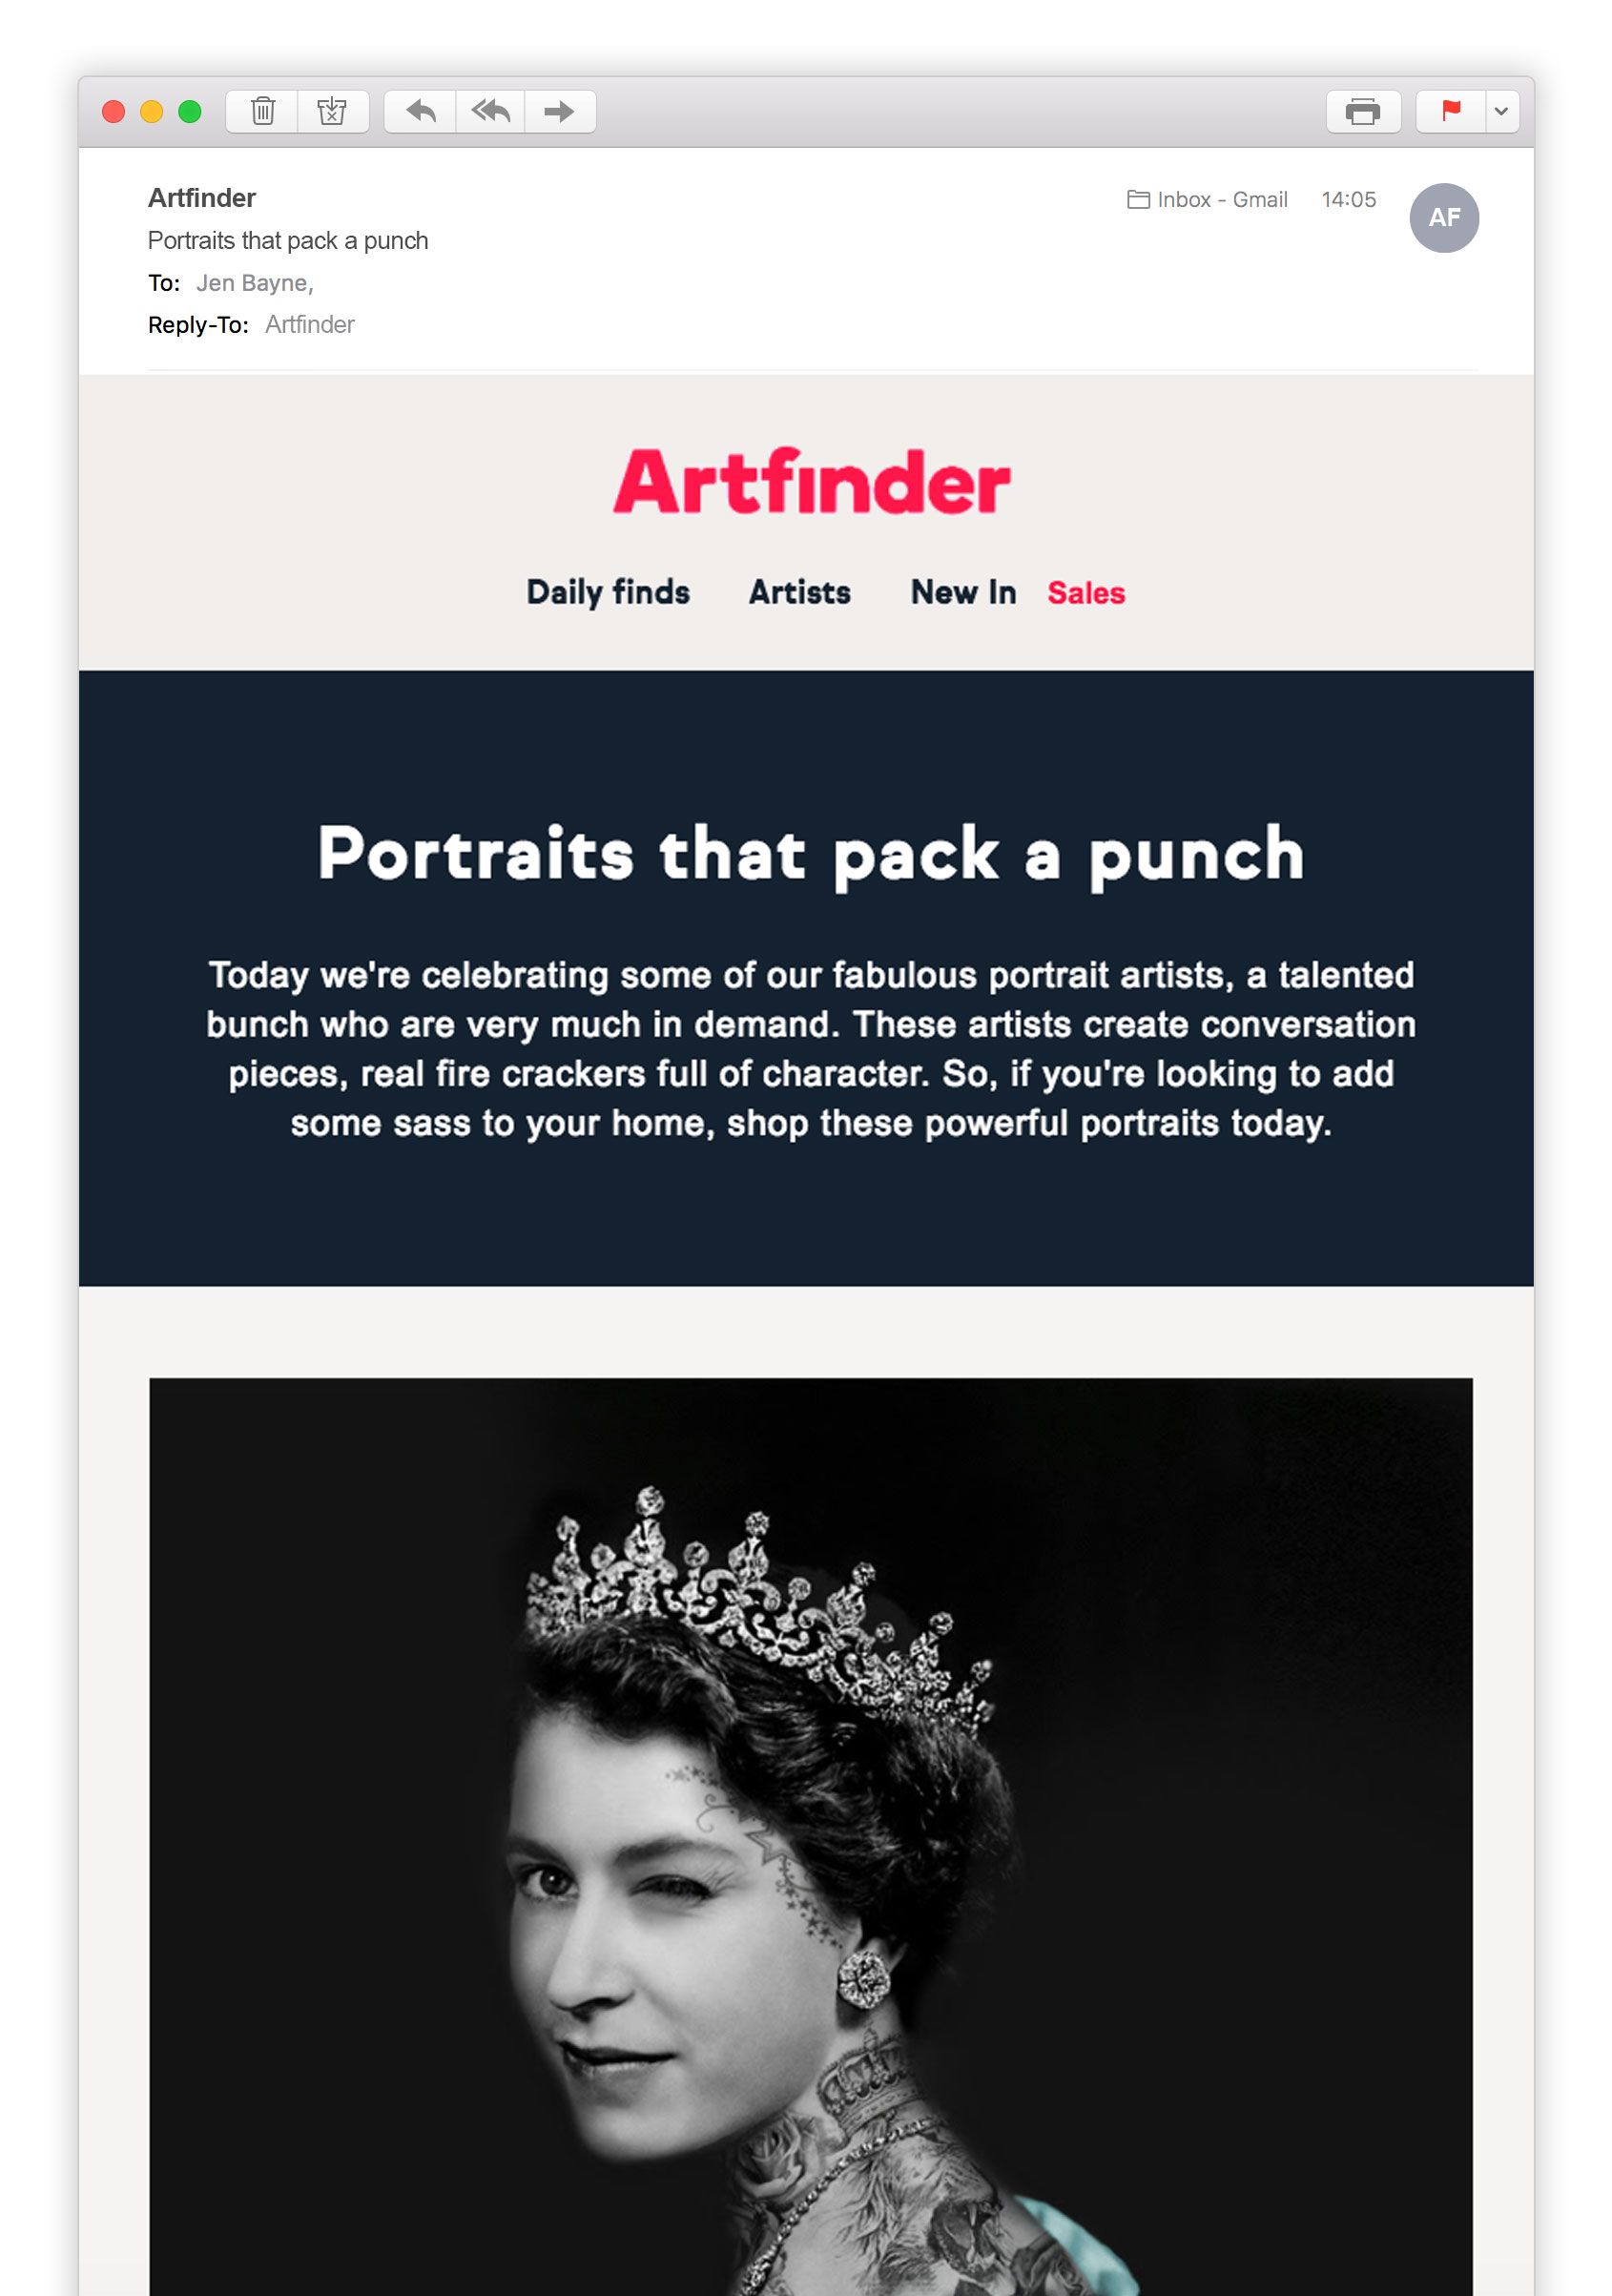 Artfinder
Inbox - Gmail 14:05 AF
Portraits that pack a punch
To: Jen Bayne,
Reply-To: Artfinder
Artfinder
Daily finds Artists New In Sales
Portraits that pack a punch
Today we're celebrating some of our fabulous portrait artists, a talented
bunch who are very much in demand. These artists create conversation
pieces, real fire crackers full of character. So, if you're looking to add
some sass to your home, shop these powerful portraits today.